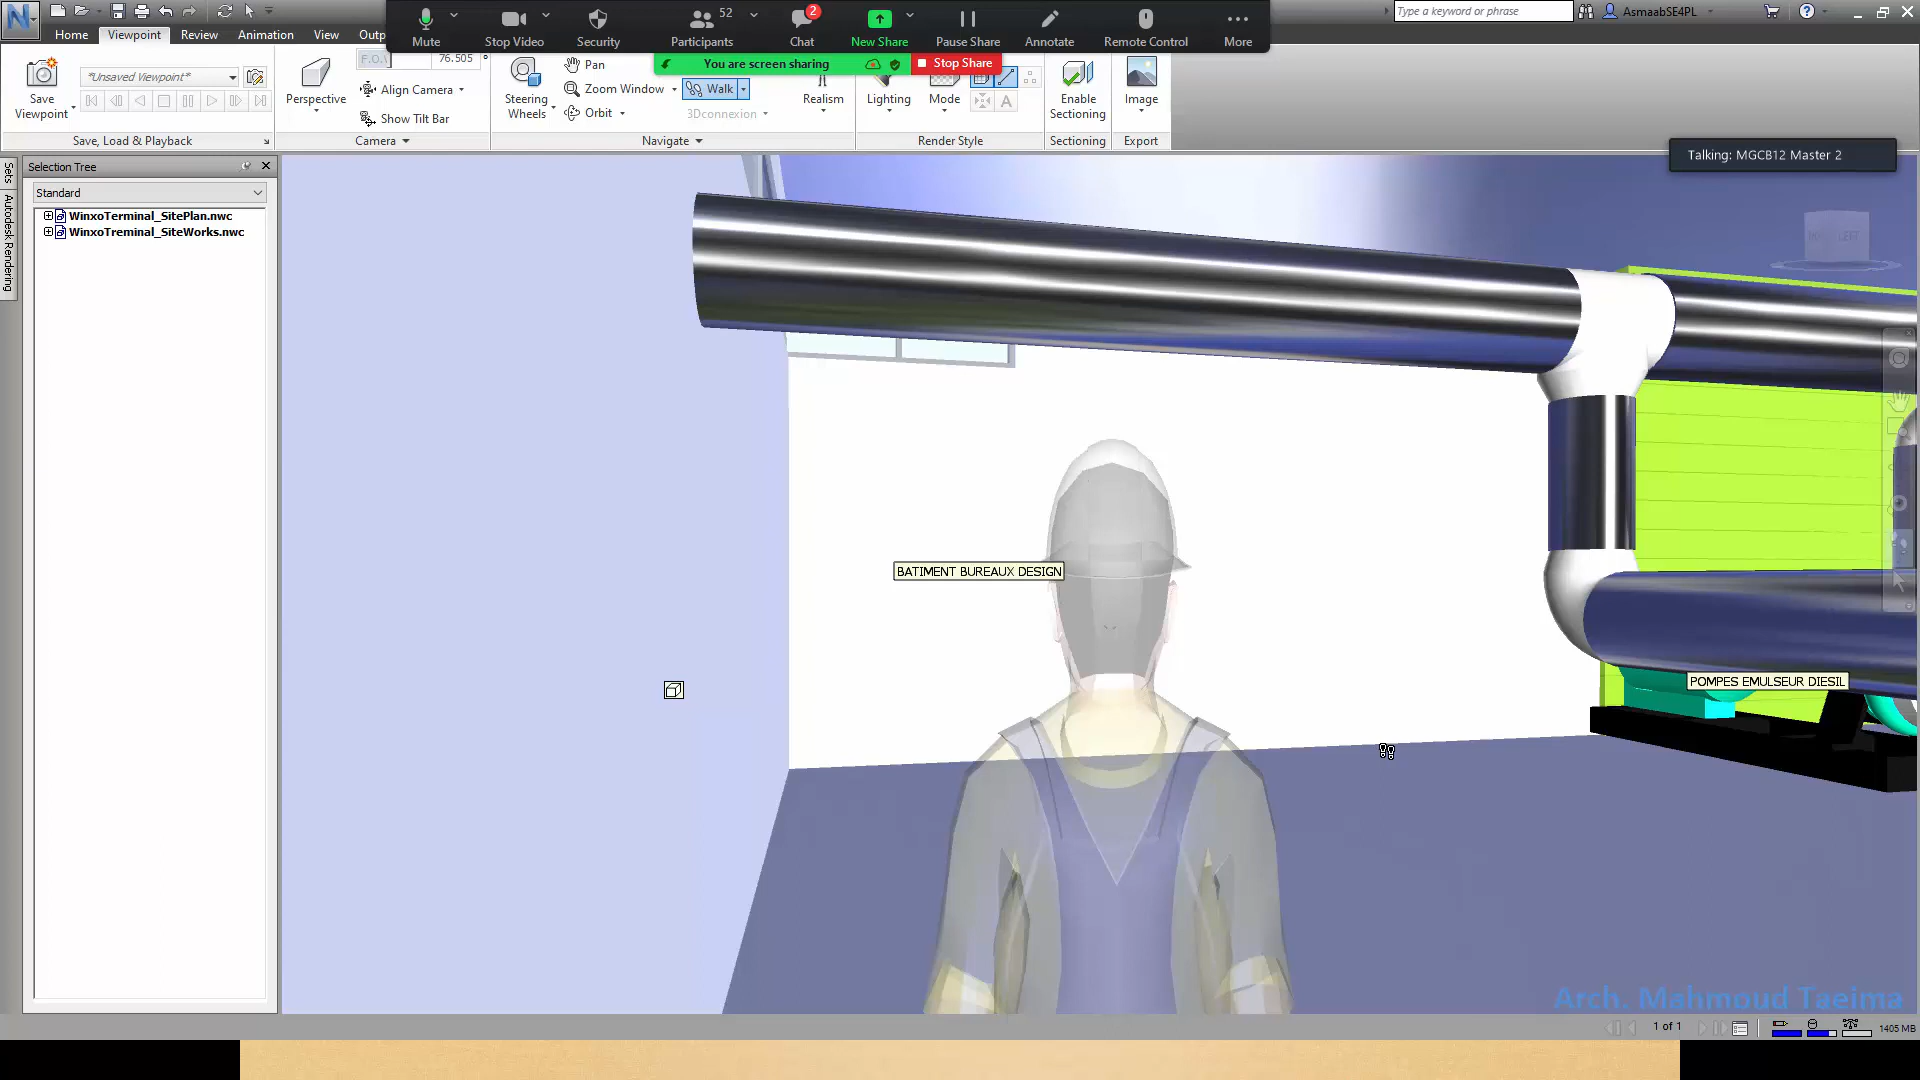 Mute
Stop Video
Security
52
Participants
2
Chat
New Share
Pause Share
Annotate
Remote Control
More
Type a keyword or phrase
AsmaabSE4PL
Home
Viewpoint
Review
Animation
View
Outp
You are screen sharing
Stop Share
*Unsaved Viewpoint*
Save Viewpoint
Save, Load & Playback
Perspective
F.O.V
76.505
Align Camera
Show Tilt Bar
Camera
Steering Wheels
Pan
Zoom Window
Orbit
Walk
3Dconnexion
Realism
Navigate
Lighting
Mode
A
Render Style
Enable Sectioning
Sectioning
Image
Export
Talking: MGCB12 Master 2
Sets
Autodesk Rendering
Selection Tree
Standard
WinxoTerminal_SitePlan.nwc
WinxoTreminal_SiteWorks.nwc
LEFT
BATIMENT BUREAUX DESIGN
POMPES EMULSEUR DIESIL
Arch. Mahmoud Taeima
1 of 1
1405 MB